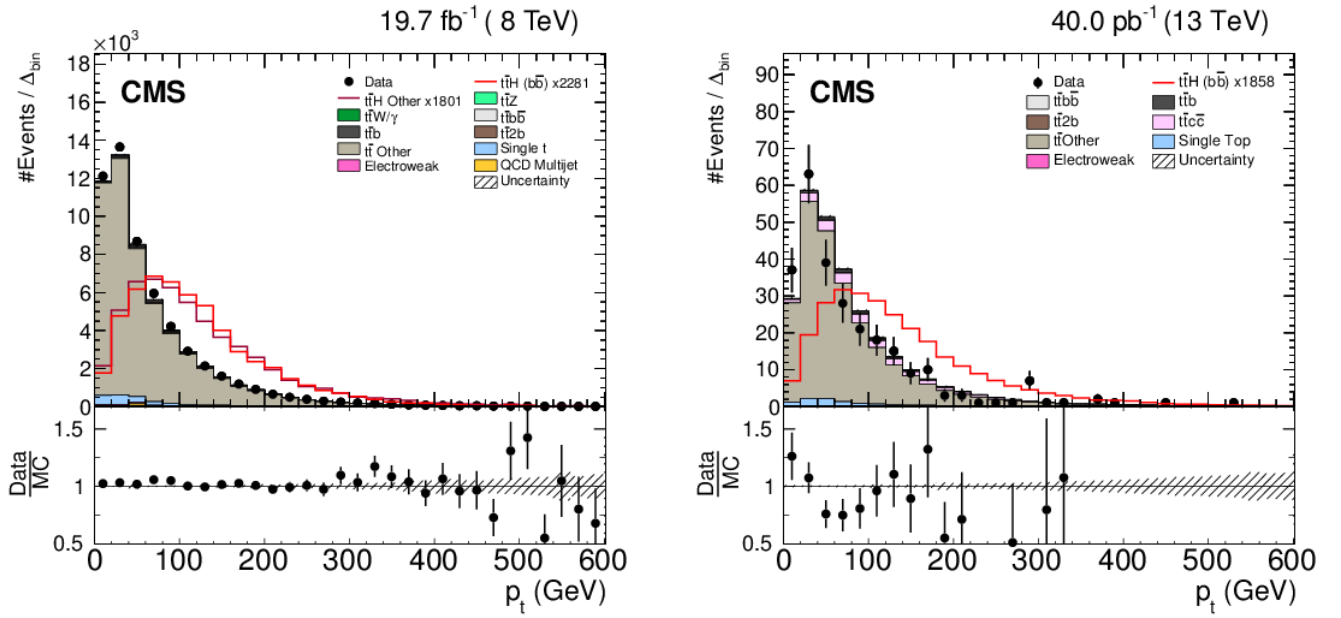 19.7 fb⁻¹ ( 8 TeV)
×10³
#Events / Δbin
CMS
Data
tt̄H (bb̄) x2281
tt̄H Other x1801
tt̄Z
tt̄W/γ
tt̄bb̄
tt̄b
tt̄2b
tt̄ Other
Single t
Electroweak
QCD Multijet
Uncertainty
18
16
14
12
10
8
6
4
2
0
Data
MC
1.5
1
0.5
0 100 200 300 400 500 600
pt (GeV)
40.0 pb⁻¹ (13 TeV)
#Events / Δbin
CMS
Data
tt̄H (bb̄) x1858
tt̄bb̄
tt̄b
tt̄2b
tt̄cc̄
tt̄Other
Single Top
Electroweak
Uncertainty
90
80
70
60
50
40
30
20
10
0
Data
MC
1.5
1
0.5
0 100 200 300 400 500 600
pt (GeV)